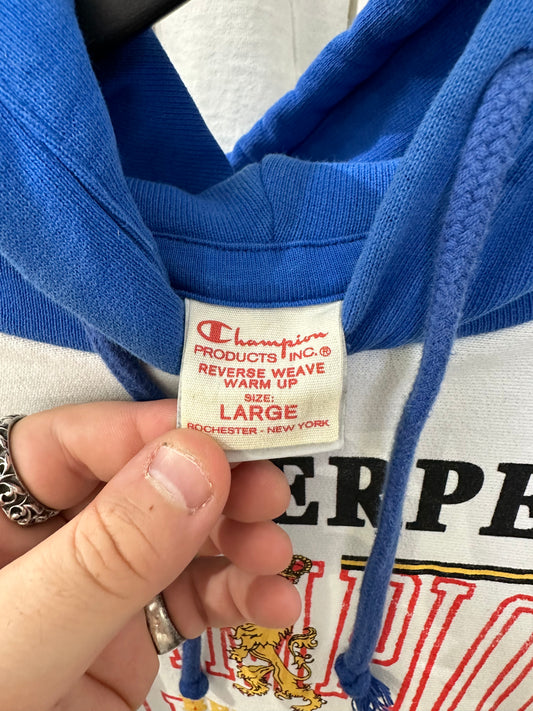 Champion
PRODUCTS INC.®
REVERSE WEAVE
WARM UP
SIZE:
LARGE
ROCHESTER - NEW YORK
ERPE